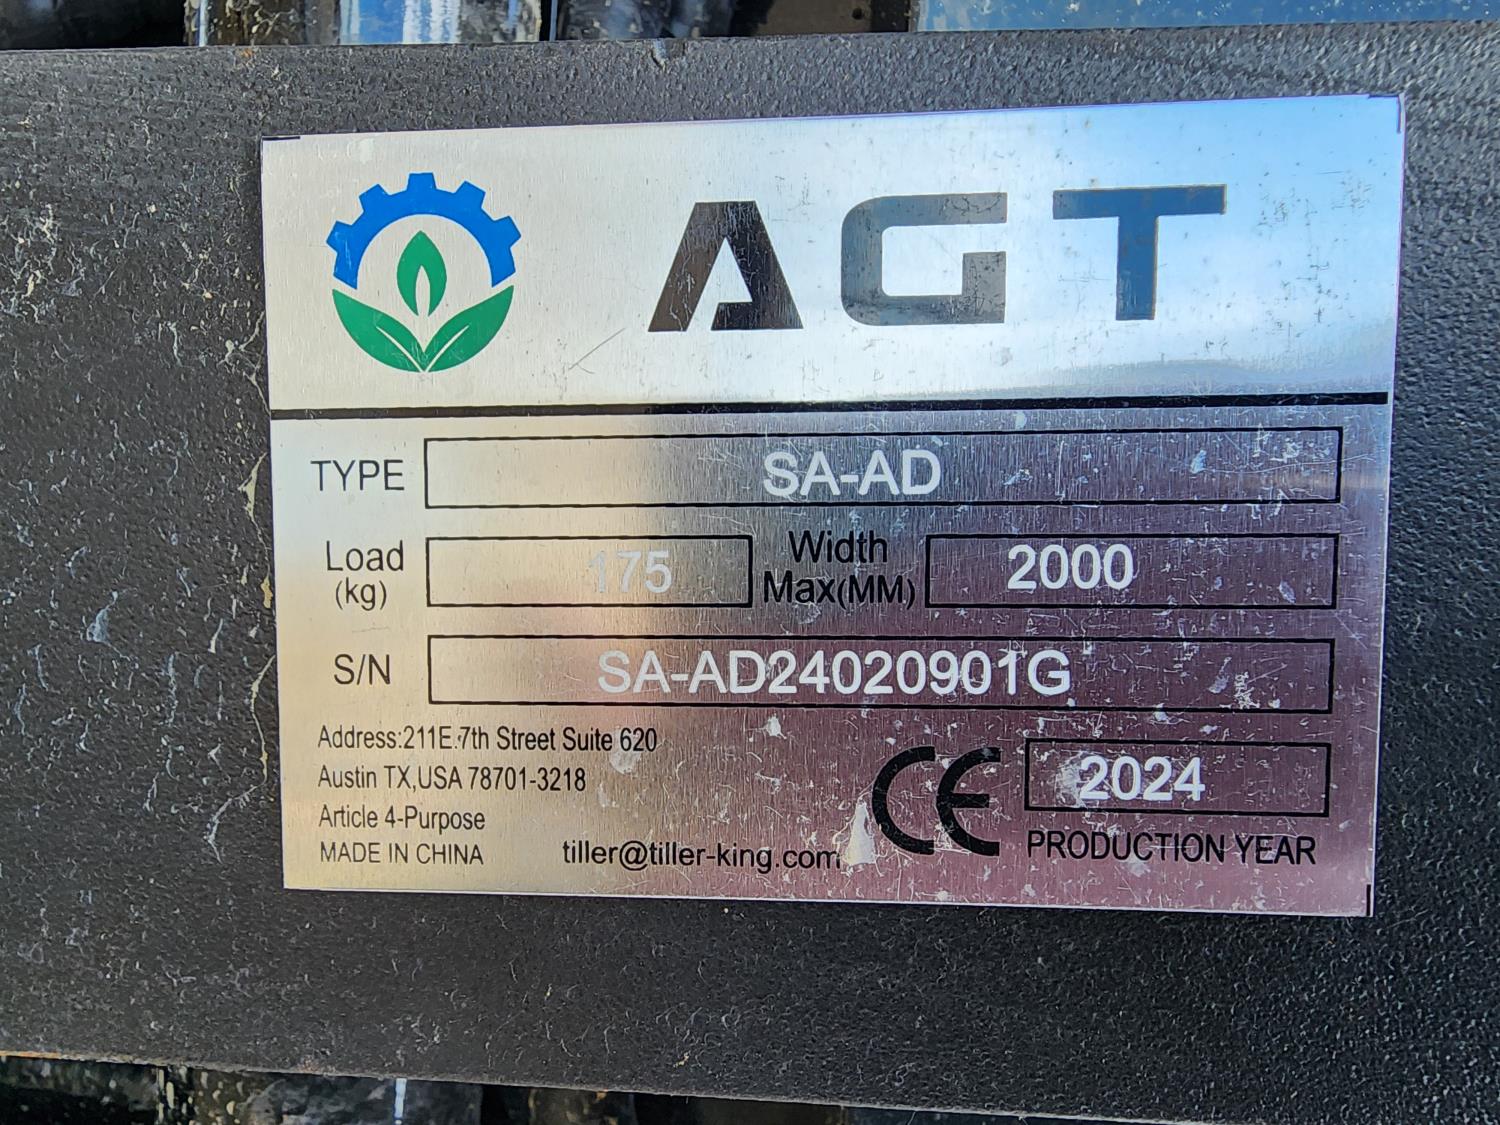 AGT
TYPE SA-AD
Load (kg) 175 Width Max(MM) 2000
S/N SA-AD24020901G
Address:211E.7th Street Suite 620
Austin TX,USA 78701-3218
Article 4-Purpose
MADE IN CHINA
tiller@tiller-king.com
CE
2024
PRODUCTION YEAR